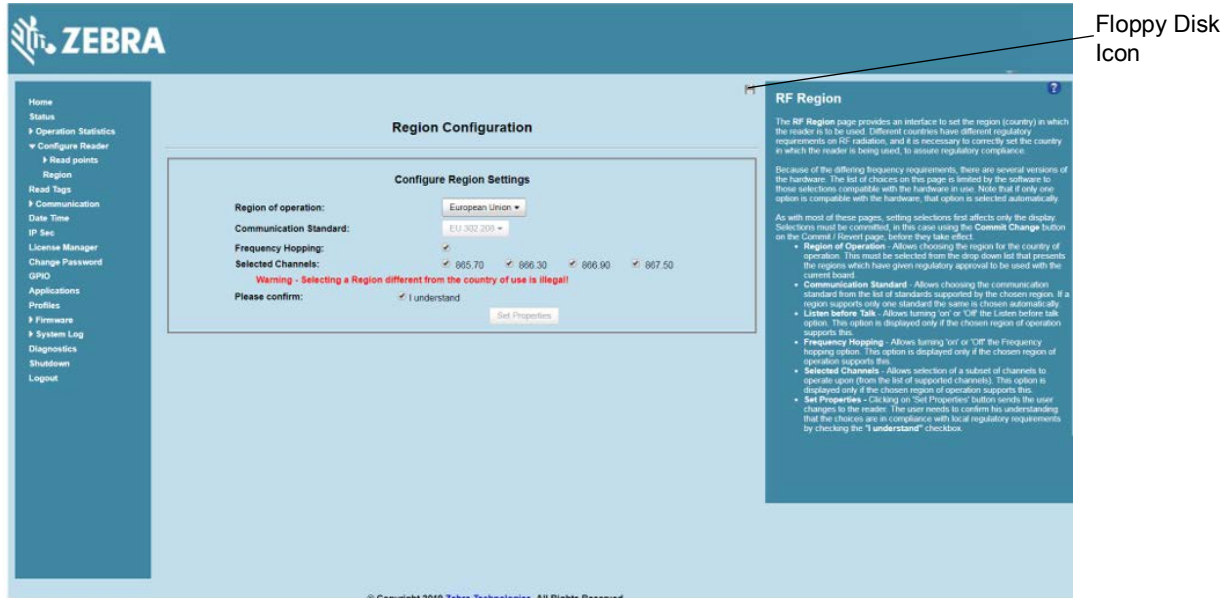 ZEBRA
Floppy Disk
Icon
Home
Status
Operation Statistics
Configure Reader
Read points
Region
Read Tags
Communication
Date Time
IP Sec
License Manager
Change Password
GPIO
Applications
Profiles
Firmware
System Log
Diagnostics
Shutdown
Logout
Region Configuration
Configure Region Settings
Region of operation: European Union
Communication Standard: EU 302.208
Frequency Hopping:
Selected Channels: 865.70 866.30 866.90 867.50
Warning - Selecting a Region different from the country of use is illegal!
Please confirm: I understand
Set Properties
?
RF Region
The RF Region page provides an interface to set the region (country) in which
the reader is to be used. Different countries have different regulatory
requirements on RF radiation, and it is necessary to correctly set the country
in which the reader is being used, to assure regulatory compliance.
Because of the differing frequency requirements, there are several versions of
the hardware. The list of choices on this page is limited by the software to
those selections compatible with the hardware in use. Note that if only one
option is compatible with the hardware, that option is selected automatically.
As with most of these pages, setting selections first affects only the display.
Selections must be committed, in this case using the Commit Change button
on the Commit / Revert page, before they take effect.
• Region of Operation - Allows choosing the region for the country of
operation. This must be selected from the drop down list that presents
the regions which have given regulatory approval to be used with the
current board.
• Communication Standard - Allows choosing the communication
standard from the list of standards supported by the chosen region. If a
region supports only one standard the same is chosen automatically.
• Listen before Talk - Allows turning 'on' or 'Off' the Listen before talk
option. This option is displayed only if the chosen region of operation
supports this.
• Frequency Hopping - Allows turning 'on' or 'Off' the Frequency
hopping option. This option is displayed only if the chosen region of
operation supports this.
• Selected Channels - Allows selection of a subset of channels to
operate upon (from the list of supported channels). This option is
displayed only if the chosen region of operation supports this.
• Set Properties - Clicking on 'Set Properties' button sends the user
changes to the reader. The user needs to confirm his understanding
that the choices are in compliance with local regulatory requirements
by checking the "I understand" checkbox.
© Copyright 2019 Zebra Technologies. All Rights Reserved.